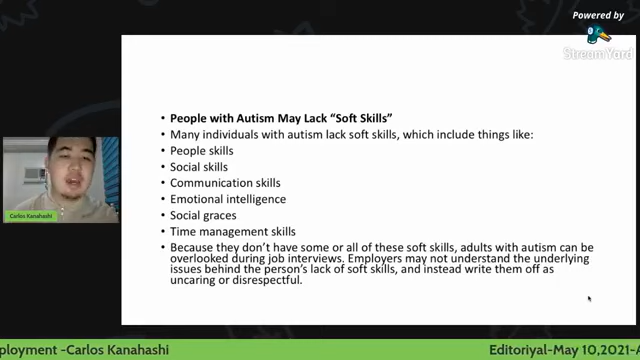 Powered by
StreamYard
• People with Autism May Lack “Soft Skills”
• Many individuals with autism lack soft skills, which include things like:
• People skills
• Social skills
• Communication skills
• Emotional intelligence
• Social graces
• Time management skills
• Because they don’t have some or all of these soft skills, adults with autism can be
overlooked during job interviews. Employers may not understand the underlying
issues behind the person’s lack of soft skills, and instead write them off as
uncaring or disrespectful.
Carlos Kanahashi
ployment -Carlos Kanahashi
Editoriyal-May 10,2021-A